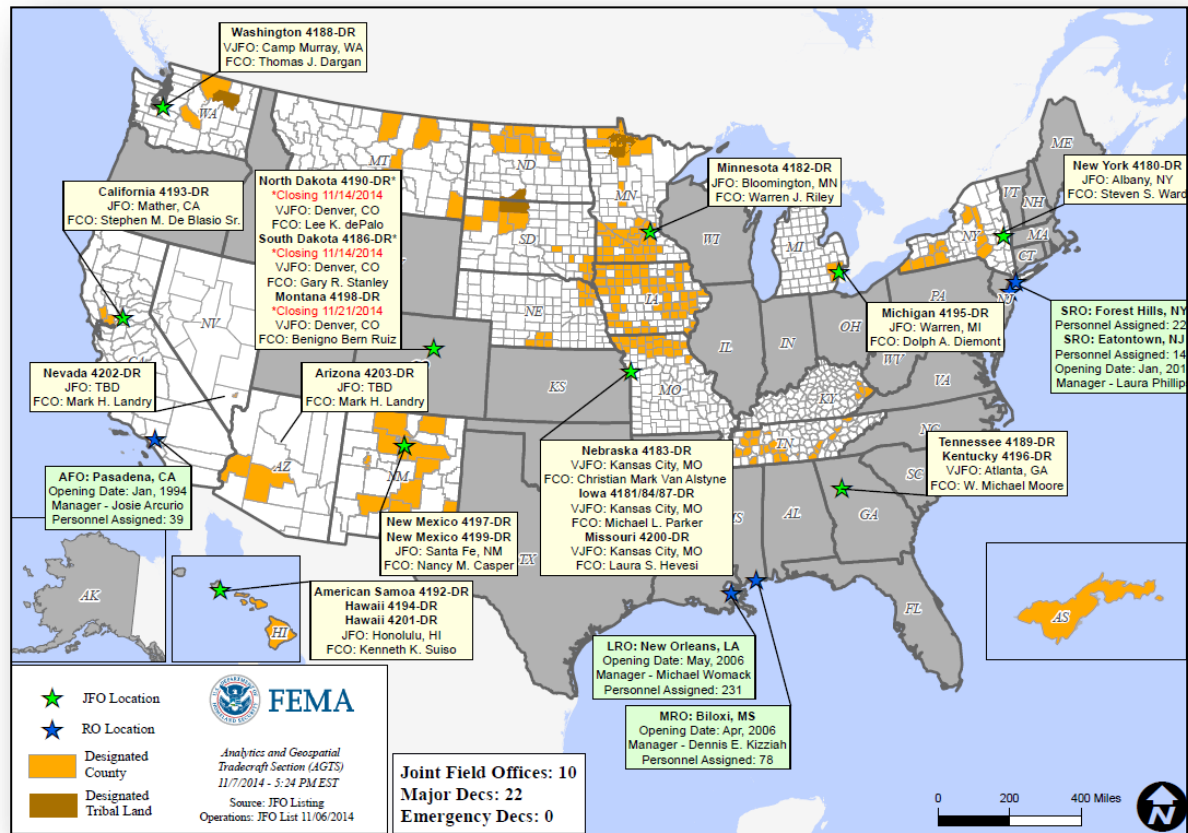 Washington 4188-DR
VJFO: Camp Murray, WA
FCO: Thomas J. Dargan
WA
MT
ND
MN
ME
California 4193-DR
JFO: Mather, CA
FCO: Stephen M. De Blasio Sr.
North Dakota 4190-DR*
*Closing 11/14/2014
VJFO: Denver, CO
FCO: Lee K. dePalo
South Dakota 4186-DR*
*Closing 11/14/2014
VJFO: Denver, CO
FCO: Gary R. Stanley
Montana 4198-DR
*Closing 11/21/2014
VJFO: Denver, CO
FCO: Benigno Bern Ruiz
Minnesota 4182-DR
JFO: Bloomington, MN
FCO: Warren J. Riley
New York 4180-DR
JFO: Albany, NY
FCO: Steven S. Ward
VT
NH
MA
CT
NY
SD
WI
MI
NE
IA
PA
NJ
NV
IL
IN
OH
WV
VA
KS
MO
KY
Michigan 4195-DR
JFO: Warren, MI
FCO: Dolph A. Diemont
SRO: Forest Hills, NY
Personnel Assigned: 22
SRO: Eatontown, NJ
Personnel Assigned: 14
Opening Date: Jan, 201
Manager - Laura Phillip
Nevada 4202-DR
JFO: TBD
FCO: Mark H. Landry
Arizona 4203-DR
JFO: TBD
FCO: Mark H. Landry
AZ
NM
TN
NC
SC
AL
GA
TX
FL
AFO: Pasadena, CA
Opening Date: Jan, 1994
Manager - Josie Arcurio
Personnel Assigned: 39
New Mexico 4197-DR
New Mexico 4199-DR
JFO: Santa Fe, NM
FCO: Nancy M. Casper
Nebraska 4183-DR
VJFO: Kansas City, MO
FCO: Christian Mark Van Alstyne
Iowa 4181/84/87-DR
VJFO: Kansas City, MO
FCO: Michael L. Parker
Missouri 4200-DR
VJFO: Kansas City, MO
FCO: Laura S. Hevesi
Tennessee 4189-DR
Kentucky 4196-DR
VJFO: Atlanta, GA
FCO: W. Michael Moore
AK
HI
AS
American Samoa 4192-DR
Hawaii 4194-DR
Hawaii 4201-DR
JFO: Honolulu, HI
FCO: Kenneth K. Suiso
LRO: New Orleans, LA
Opening Date: May, 2006
Manager - Michael Womack
Personnel Assigned: 231
MRO: Biloxi, MS
Opening Date: Apr, 2006
Manager - Dennis E. Kizziah
Personnel Assigned: 78
JFO Location
RO Location
Designated
County
Designated
Tribal Land
FEMA
Analytics and Geospatial
Tradecraft Section (AGTS)
11/7/2014 - 5:24 PM EST
Source: JFO Listing
Operations: JFO List 11/06/2014
Joint Field Offices: 10
Major Decs: 22
Emergency Decs: 0
0 200 400 Miles
N